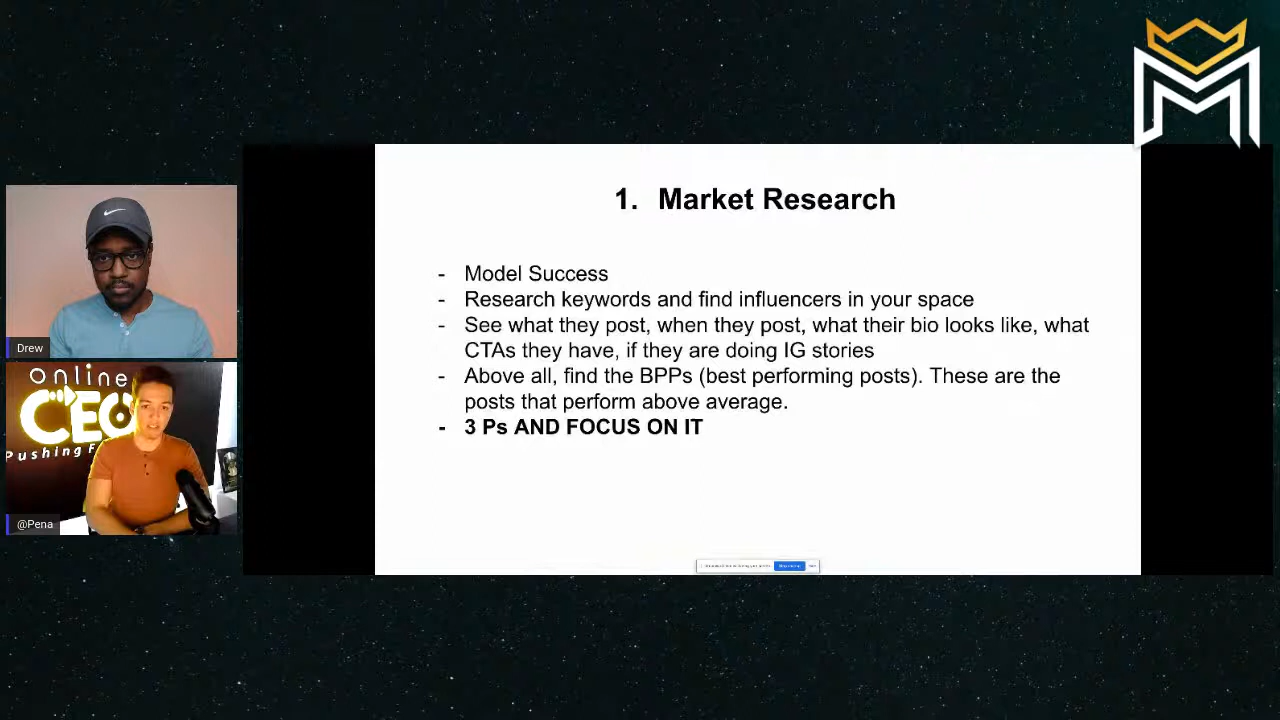 1. Market Research
- Model Success
- Research keywords and find influencers in your space
- See what they post, when they post, what their bio looks like, what
CTAs they have, if they are doing IG stories
- Above all, find the BPPs (best performing posts). These are the
posts that perform above average.
- 3 Ps AND FOCUS ON IT
Drew
online
CEO
Pushing F
@Pena
M